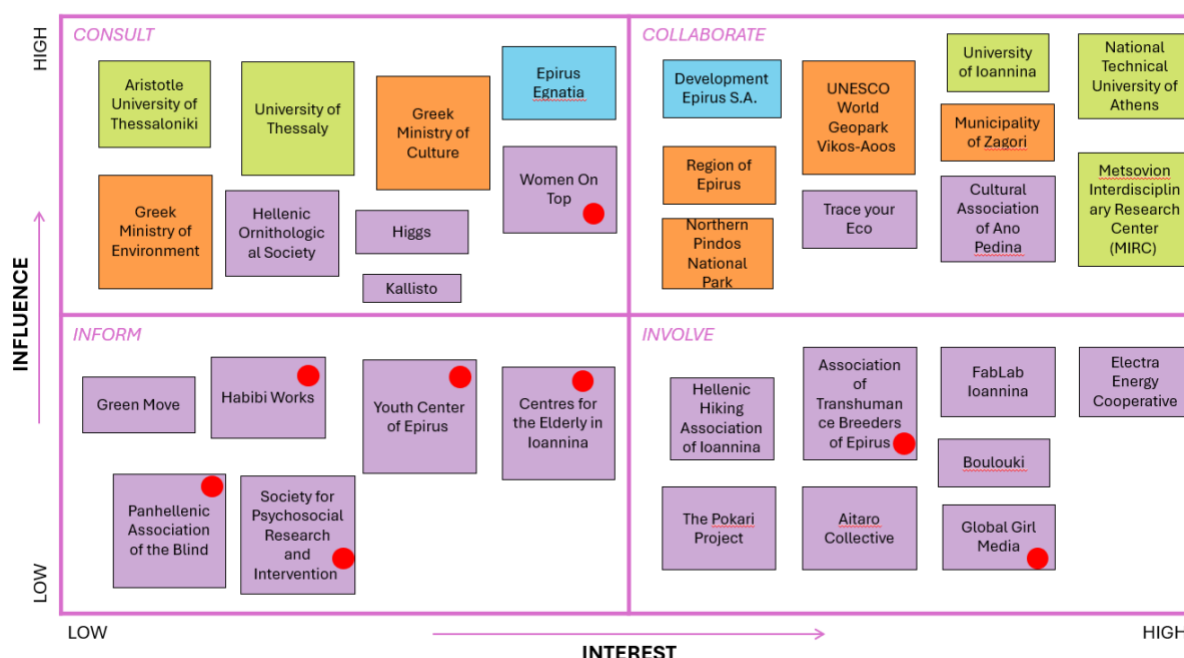 HIGH
CONSULT
Aristotle
University of
Thessaloniki
University of
Thessaly
Greek
Ministry of
Culture
Epirus
Egnatia
Greek
Ministry of
Environment
Hellenic
Ornithologic
al Society
Higgs
Kallisto
Women On
Top
COLLABORATE
Development
Epirus S.A.
UNESCO
World
Geopark
Vikos-Aoos
University
of Ioannina
National
Technical
University of
Athens
Region of
Epirus
Municipality
of Zagori
Northern
Pindos
National
Park
Trace your
Eco
Cultural
Association
of Ano
Pedina
Metsovion
Interdisciplin
ary Research
Center
(MIRC)
INFLUENCE
INFORM
Green Move
Habibi Works
Youth Center
of Epirus
Centres for
the Elderly in
Ioannina
Panhellenic
Association
of the Blind
Society for
Psychosocial
Research
and
Intervention
INVOLVE
Hellenic
Hiking
Association
of Ioannina
Association
of
Transhuman
ce Breeders
of Epirus
FabLab
Ioannina
Electra
Energy
Cooperative
Boulouki
The Pokari
Project
Aitaro
Collective
Global Girl
Media
LOW
LOW
HIGH
INTEREST